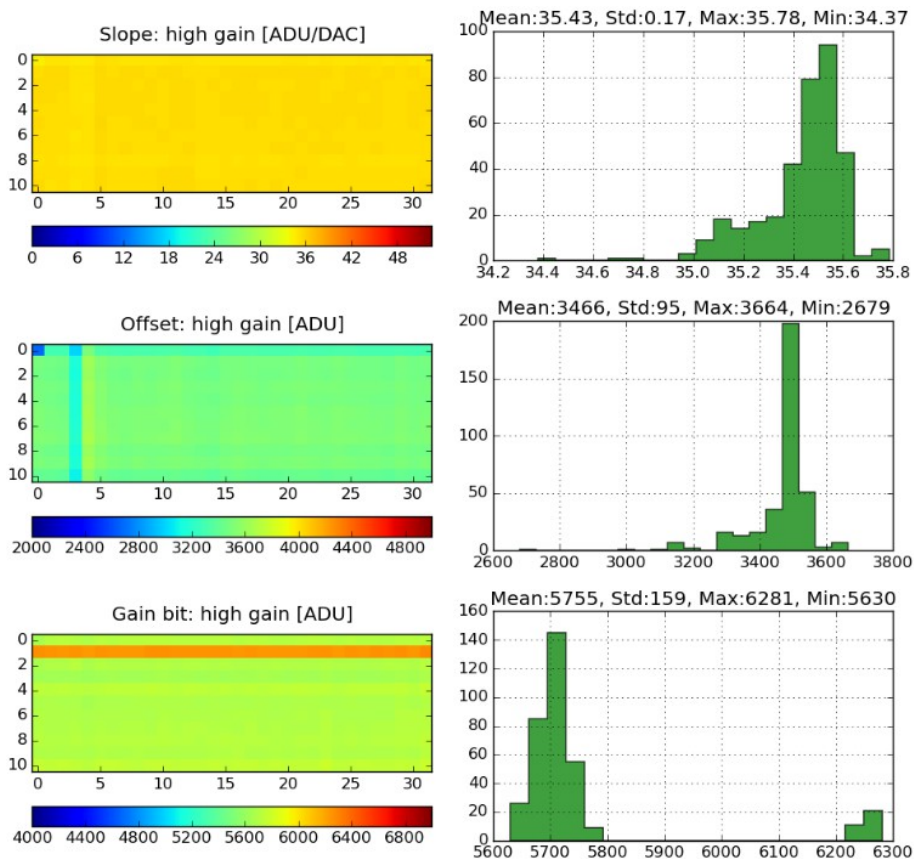 Slope: high gain [ADU/DAC]
0
2
4
6
8
10
0 5 10 15 20 25 30
0 6 12 18 24 30 36 42 48
Mean:35.43, Std:0.17, Max:35.78, Min:34.37
100
80
60
40
20
0
34.2 34.4 34.6 34.8 35.0 35.2 35.4 35.6 35.8
Offset: high gain [ADU]
0
2
4
6
8
10
0 5 10 15 20 25 30
2000 2400 2800 3200 3600 4000 4400 4800
Mean:3466, Std:95, Max:3664, Min:2679
200
150
100
50
0
2600 2800 3000 3200 3400 3600 3800
Gain bit: high gain [ADU]
0
2
4
6
8
10
0 5 10 15 20 25 30
4000 4400 4800 5200 5600 6000 6400 6800
Mean:5755, Std:159, Max:6281, Min:5630
160
140
120
100
80
60
40
20
0
5600 5700 5800 5900 6000 6100 6200 6300